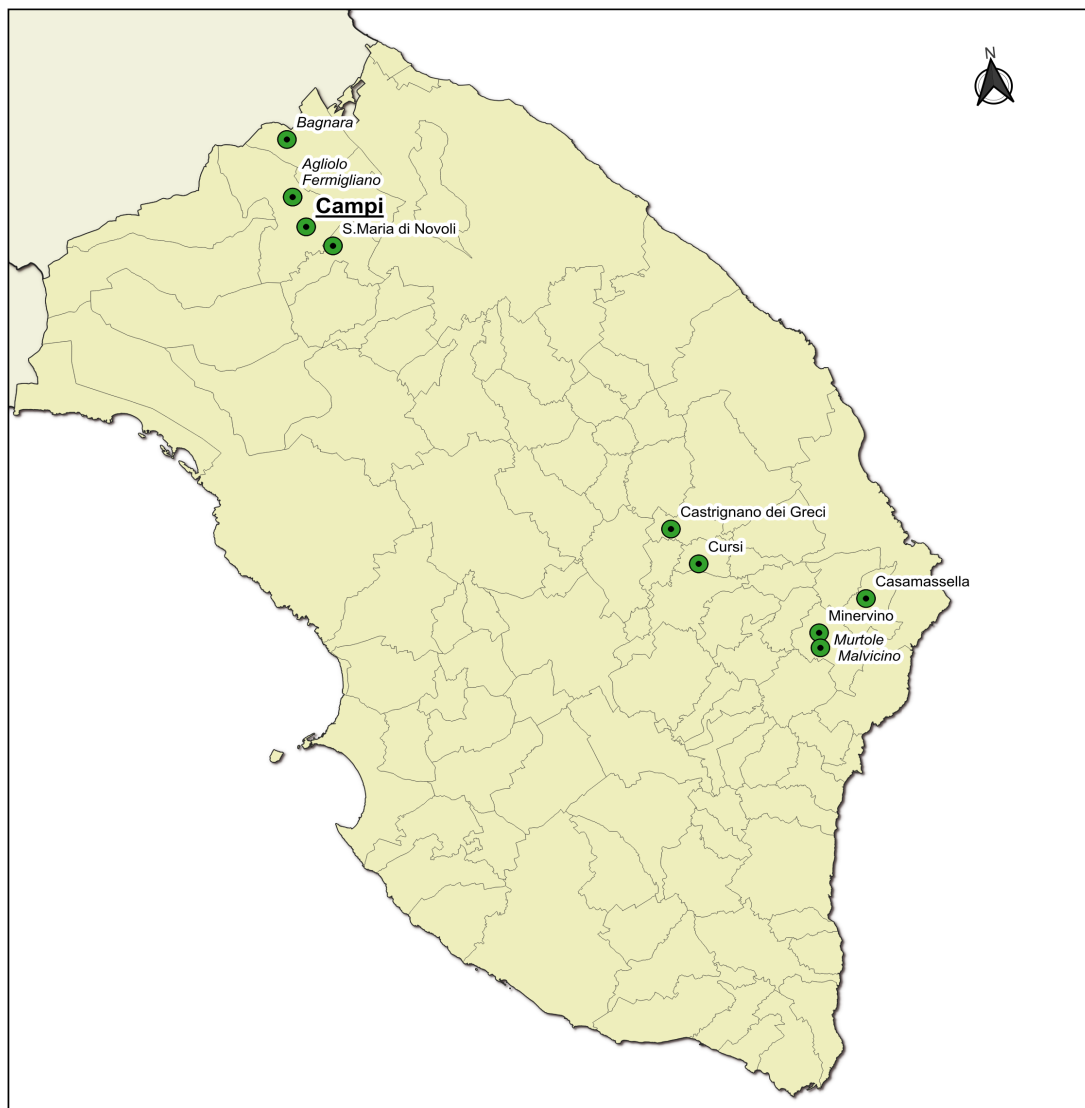 N
Bagnara
Agliolo
Fermigliano
Campi
S.Maria di Novoli
Castrignano dei Greci
Cursi
Casamassella
Minervino
Murtole
Malvicino